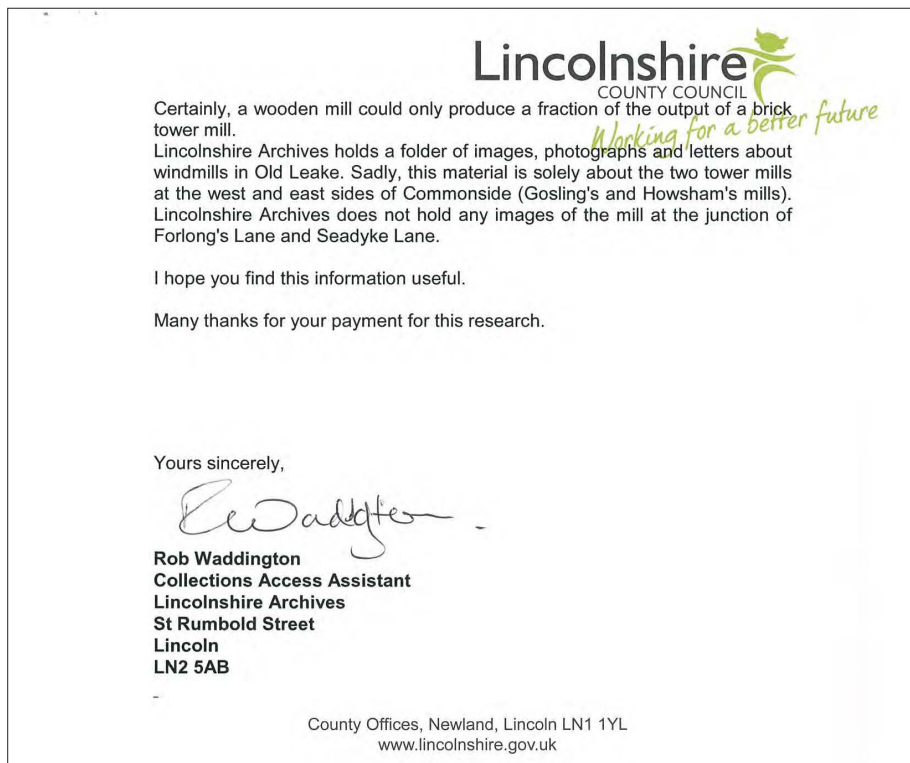 Lincolnshire
COUNTY COUNCIL
Working for a better future
Certainly, a wooden mill could only produce a fraction of the output of a brick
tower mill.
Lincolnshire Archives holds a folder of images, photographs and letters about
windmills in Old Leake. Sadly, this material is solely about the two tower mills
at the west and east sides of Commonside (Gosling's and Howsham's mills).
Lincolnshire Archives does not hold any images of the mill at the junction of
Forlong's Lane and Seadyke Lane.
I hope you find this information useful.
Many thanks for your payment for this research.
Yours sincerely,
Rob Waddington
Collections Access Assistant
Lincolnshire Archives
St Rumbold Street
Lincoln
LN2 5AB
County Offices, Newland, Lincoln LN1 1YL
www.lincolnshire.gov.uk